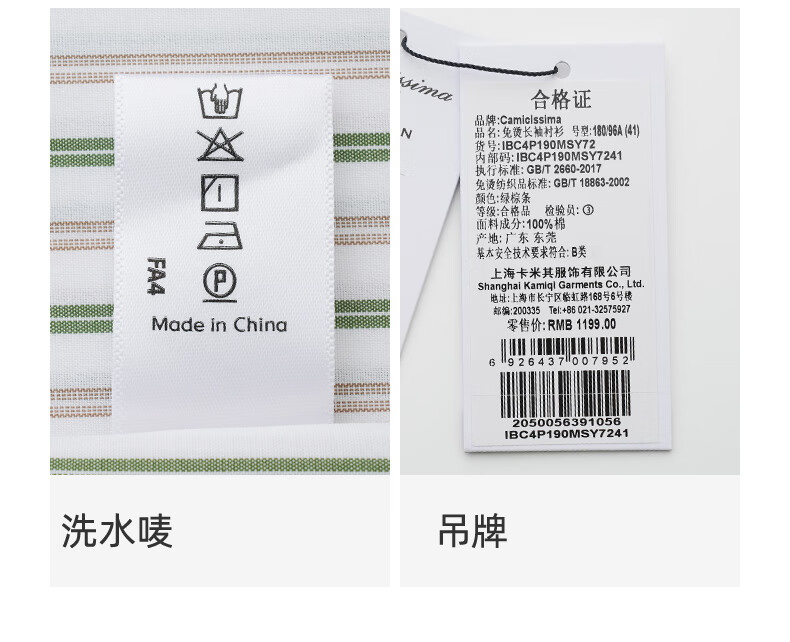 FA4
P
Made in China
洗水唛
ssima
N
合格证
品牌:Camicissima
品名:免烫长袖衬衫 号型:180/96A (41)
货号:IBC4P190MSY72
内部码:IBC4P190MSY7241
执行标准:GB/T 2660-2017
免烫纺织品标准:GB/T 18863-2002
颜色:绿棕条
等级:合格品 检验员:③
面料成分:100%棉
产地:广东 东莞
基本安全技术要求符合:B类
上海卡米其服饰有限公司
Shanghai Kamiqi Garments Co., Ltd.
地址:上海市长宁区临虹路168号6号楼
邮编:200335 Tel:+86 021-32575927
零售价:RMB 1199.00
6 926437 007952
2050056391056
IBC4P190MSY7241
吊牌